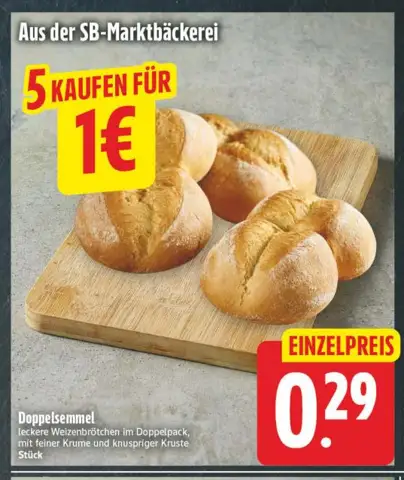 Aus der SB-Marktbäckerei
5 KAUFEN FÜR
1€
EINZELPREIS
0.29
Doppelsemmel
leckere Weizenbrötchen im Doppelpack,
mit feiner Krume und knuspriger Kruste
Stück